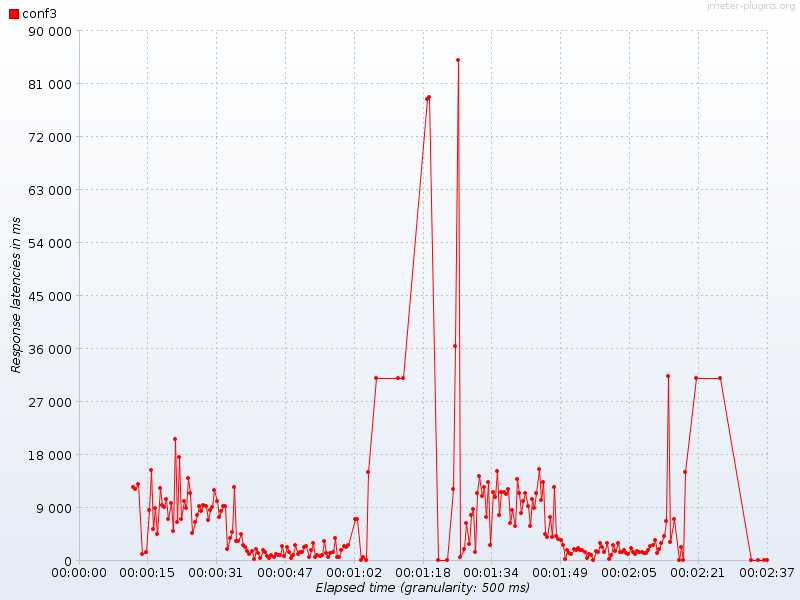 jmeter-plugins.org
conf3
90 000
81 000
72 000
63 000
54 000
45 000
36 000
27 000
18 000
9 000
0
Response latencies in ms
00:00:00 00:00:15 00:00:31 00:00:47 00:01:02 00:01:18 00:01:34 00:01:49 00:02:05 00:02:21 00:02:37
Elapsed time (granularity: 500 ms)